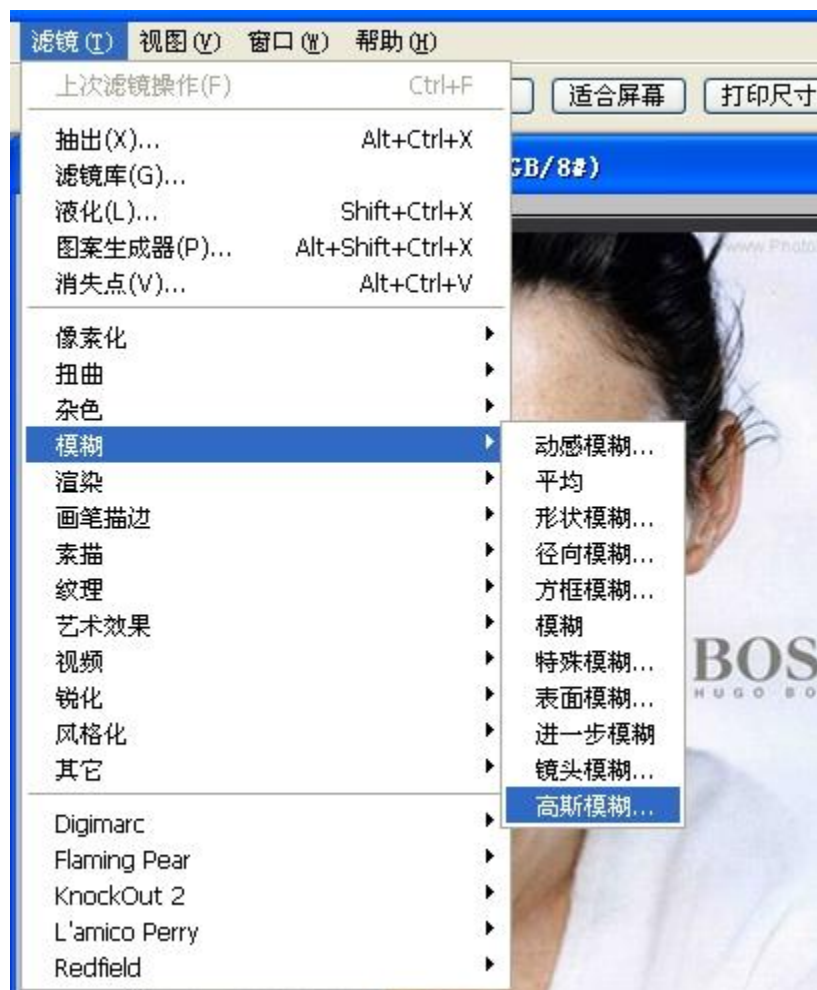 滤镜(T) 视图(V) 窗口(W) 帮助(H)
上次滤镜操作(F) Ctrl+F
适合屏幕 打印尺寸
抽出(X)... Alt+Ctrl+X
GB/8#)
滤镜库(G)...
液化(L)... Shift+Ctrl+X
图案生成器(P)... Alt+Shift+Ctrl+X
www.Photo
消失点(V)... Alt+Ctrl+V
像素化
扭曲
杂色
模糊
渲染
画笔描边
素描
纹理
艺术效果
视频
锐化
风格化
其它
动感模糊...
平均
形状模糊...
径向模糊...
方框模糊...
模糊
特殊模糊...
表面模糊...
进一步模糊
镜头模糊...
高斯模糊...
BOS
HUGO BO
Digimarc
Flaming Pear
KnockOut 2
L'amico Perry
Redfield